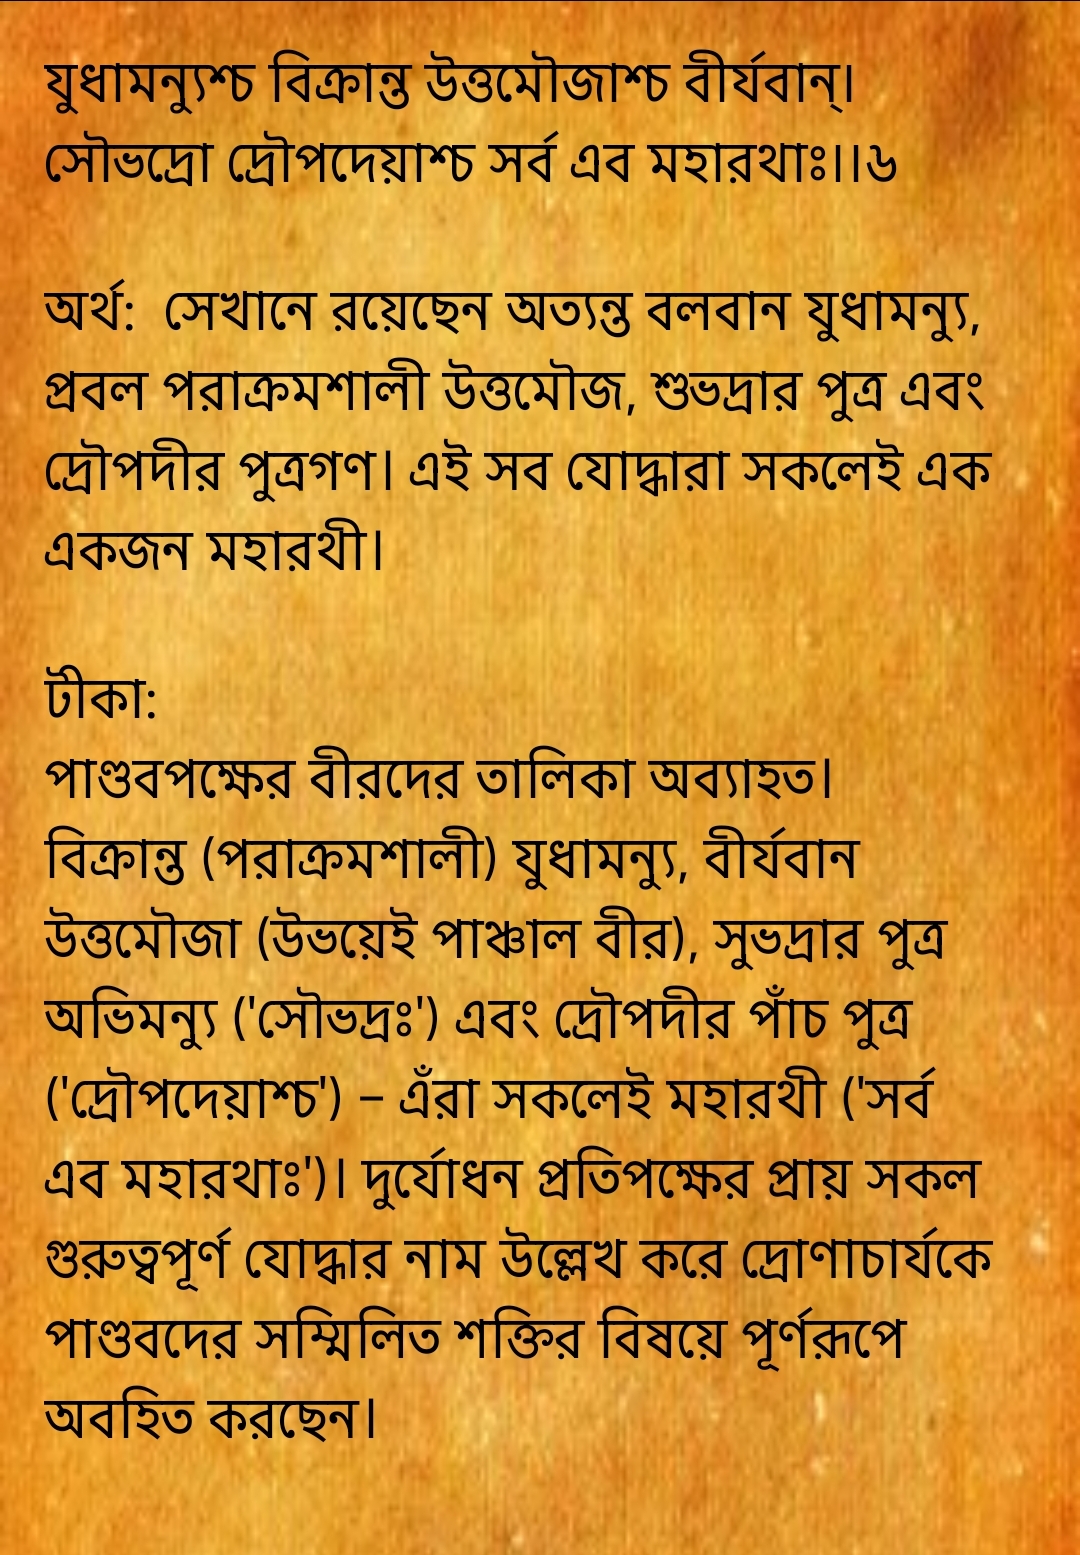 যুধামন্যুশ্চ বিক্রান্ত উত্তমৌজাশ্চ বীর্যবান্।
সৌভদ্রো দ্রৌপদেয়াশ্চ সর্ব এব মহারথাঃ।।৬
অর্থ:  সেখানে রয়েছেন অত্যন্ত বলবান যুধামন্যু,
প্রবল পরাক্রমশালী উত্তমৌজ, শুভদ্রার পুত্র এবং
দ্রৌপদীর পুত্রগণ। এই সব যোদ্ধারা সকলেই এক
একজন মহারথী।
টীকা:
পাণ্ডবপক্ষের বীরদের তালিকা অব্যাহত।
বিক্রান্ত (পরাক্রমশালী) যুধামন্যু, বীর্যবান
উত্তমৌজা (উভয়েই পাঞ্চাল বীর), সুভদ্রার পুত্র
অভিমন্যু ('সৌভদ্রঃ') এবং দ্রৌপদীর পাঁচ পুত্র
('দ্রৌপদেয়াশ্চ') – এঁরা সকলেই মহারথী ('সর্ব
এব মহারথাঃ')। দুর্যোধন প্রতিপক্ষের প্রায় সকল
গুরুত্বপূর্ণ যোদ্ধার নাম উল্লেখ করে দ্রোণাচার্যকে
পাণ্ডবদের সম্মিলিত শক্তির বিষয়ে পূর্ণরূপে
অবহিত করছেন।